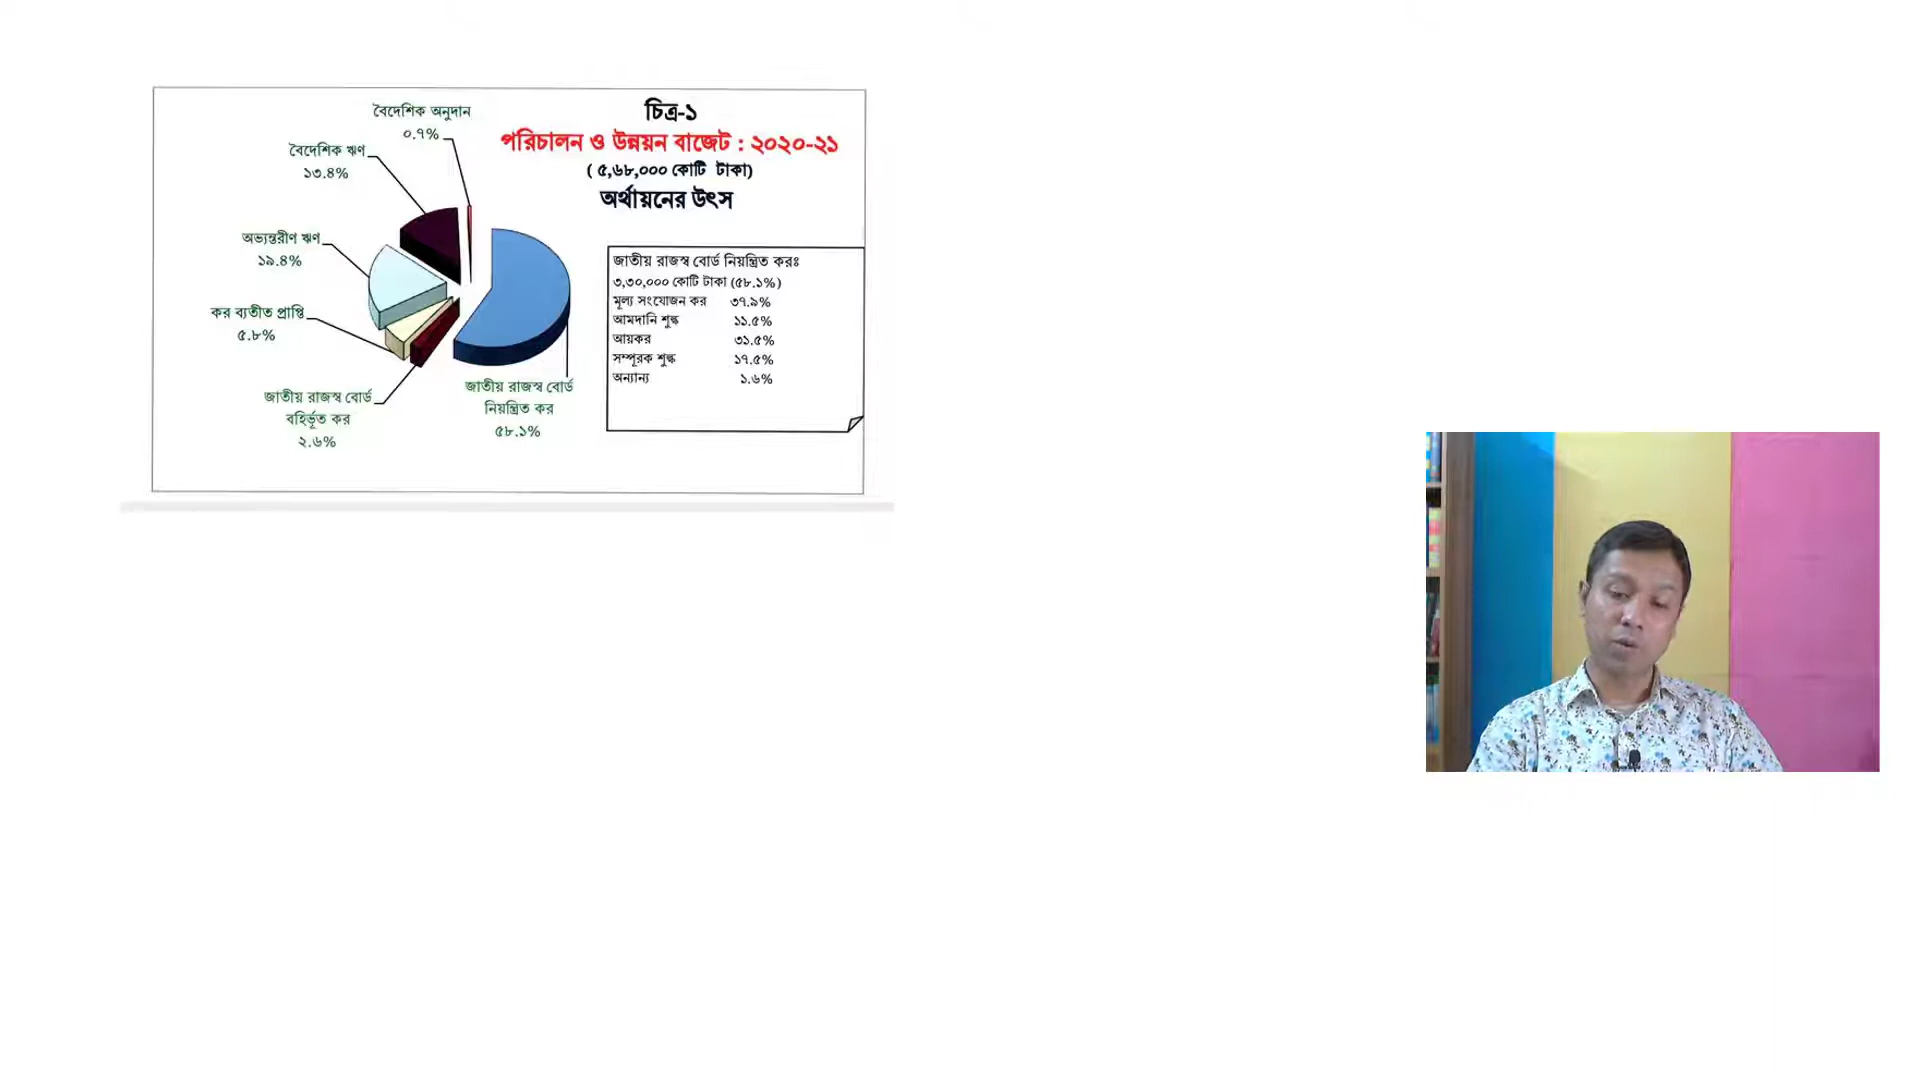 চিত্র-১
পরিচালন ও উন্নয়ন বাজেট : ২০২০-২১
( ৫,৬৮,০০০ কোটি টাকা)
অর্থায়নের উৎস
বৈদেশিক অনুদান
০.৭%
বৈদেশিক ঋণ
১৩.৪%
অভ্যন্তরীণ ঋণ
১৯.৪%
কর ব্যতীত প্রাপ্তি
৫.৮%
জাতীয় রাজস্ব বোর্ড
বহির্ভূত কর
২.৬%
জাতীয় রাজস্ব বোর্ড
নিয়ন্ত্রিত কর
৫৮.১%
জাতীয় রাজস্ব বোর্ড নিয়ন্ত্রিত করঃ
৩,৩০,০০০ কোটি টাকা (৫৮.১%)
মূল্য সংযোজন কর ৩৭.৯%
আমদানি শুল্ক ১১.৫%
আয়কর ৩১.৫%
সম্পূরক শুল্ক ১৭.৫%
অন্যান্য ১.৬%